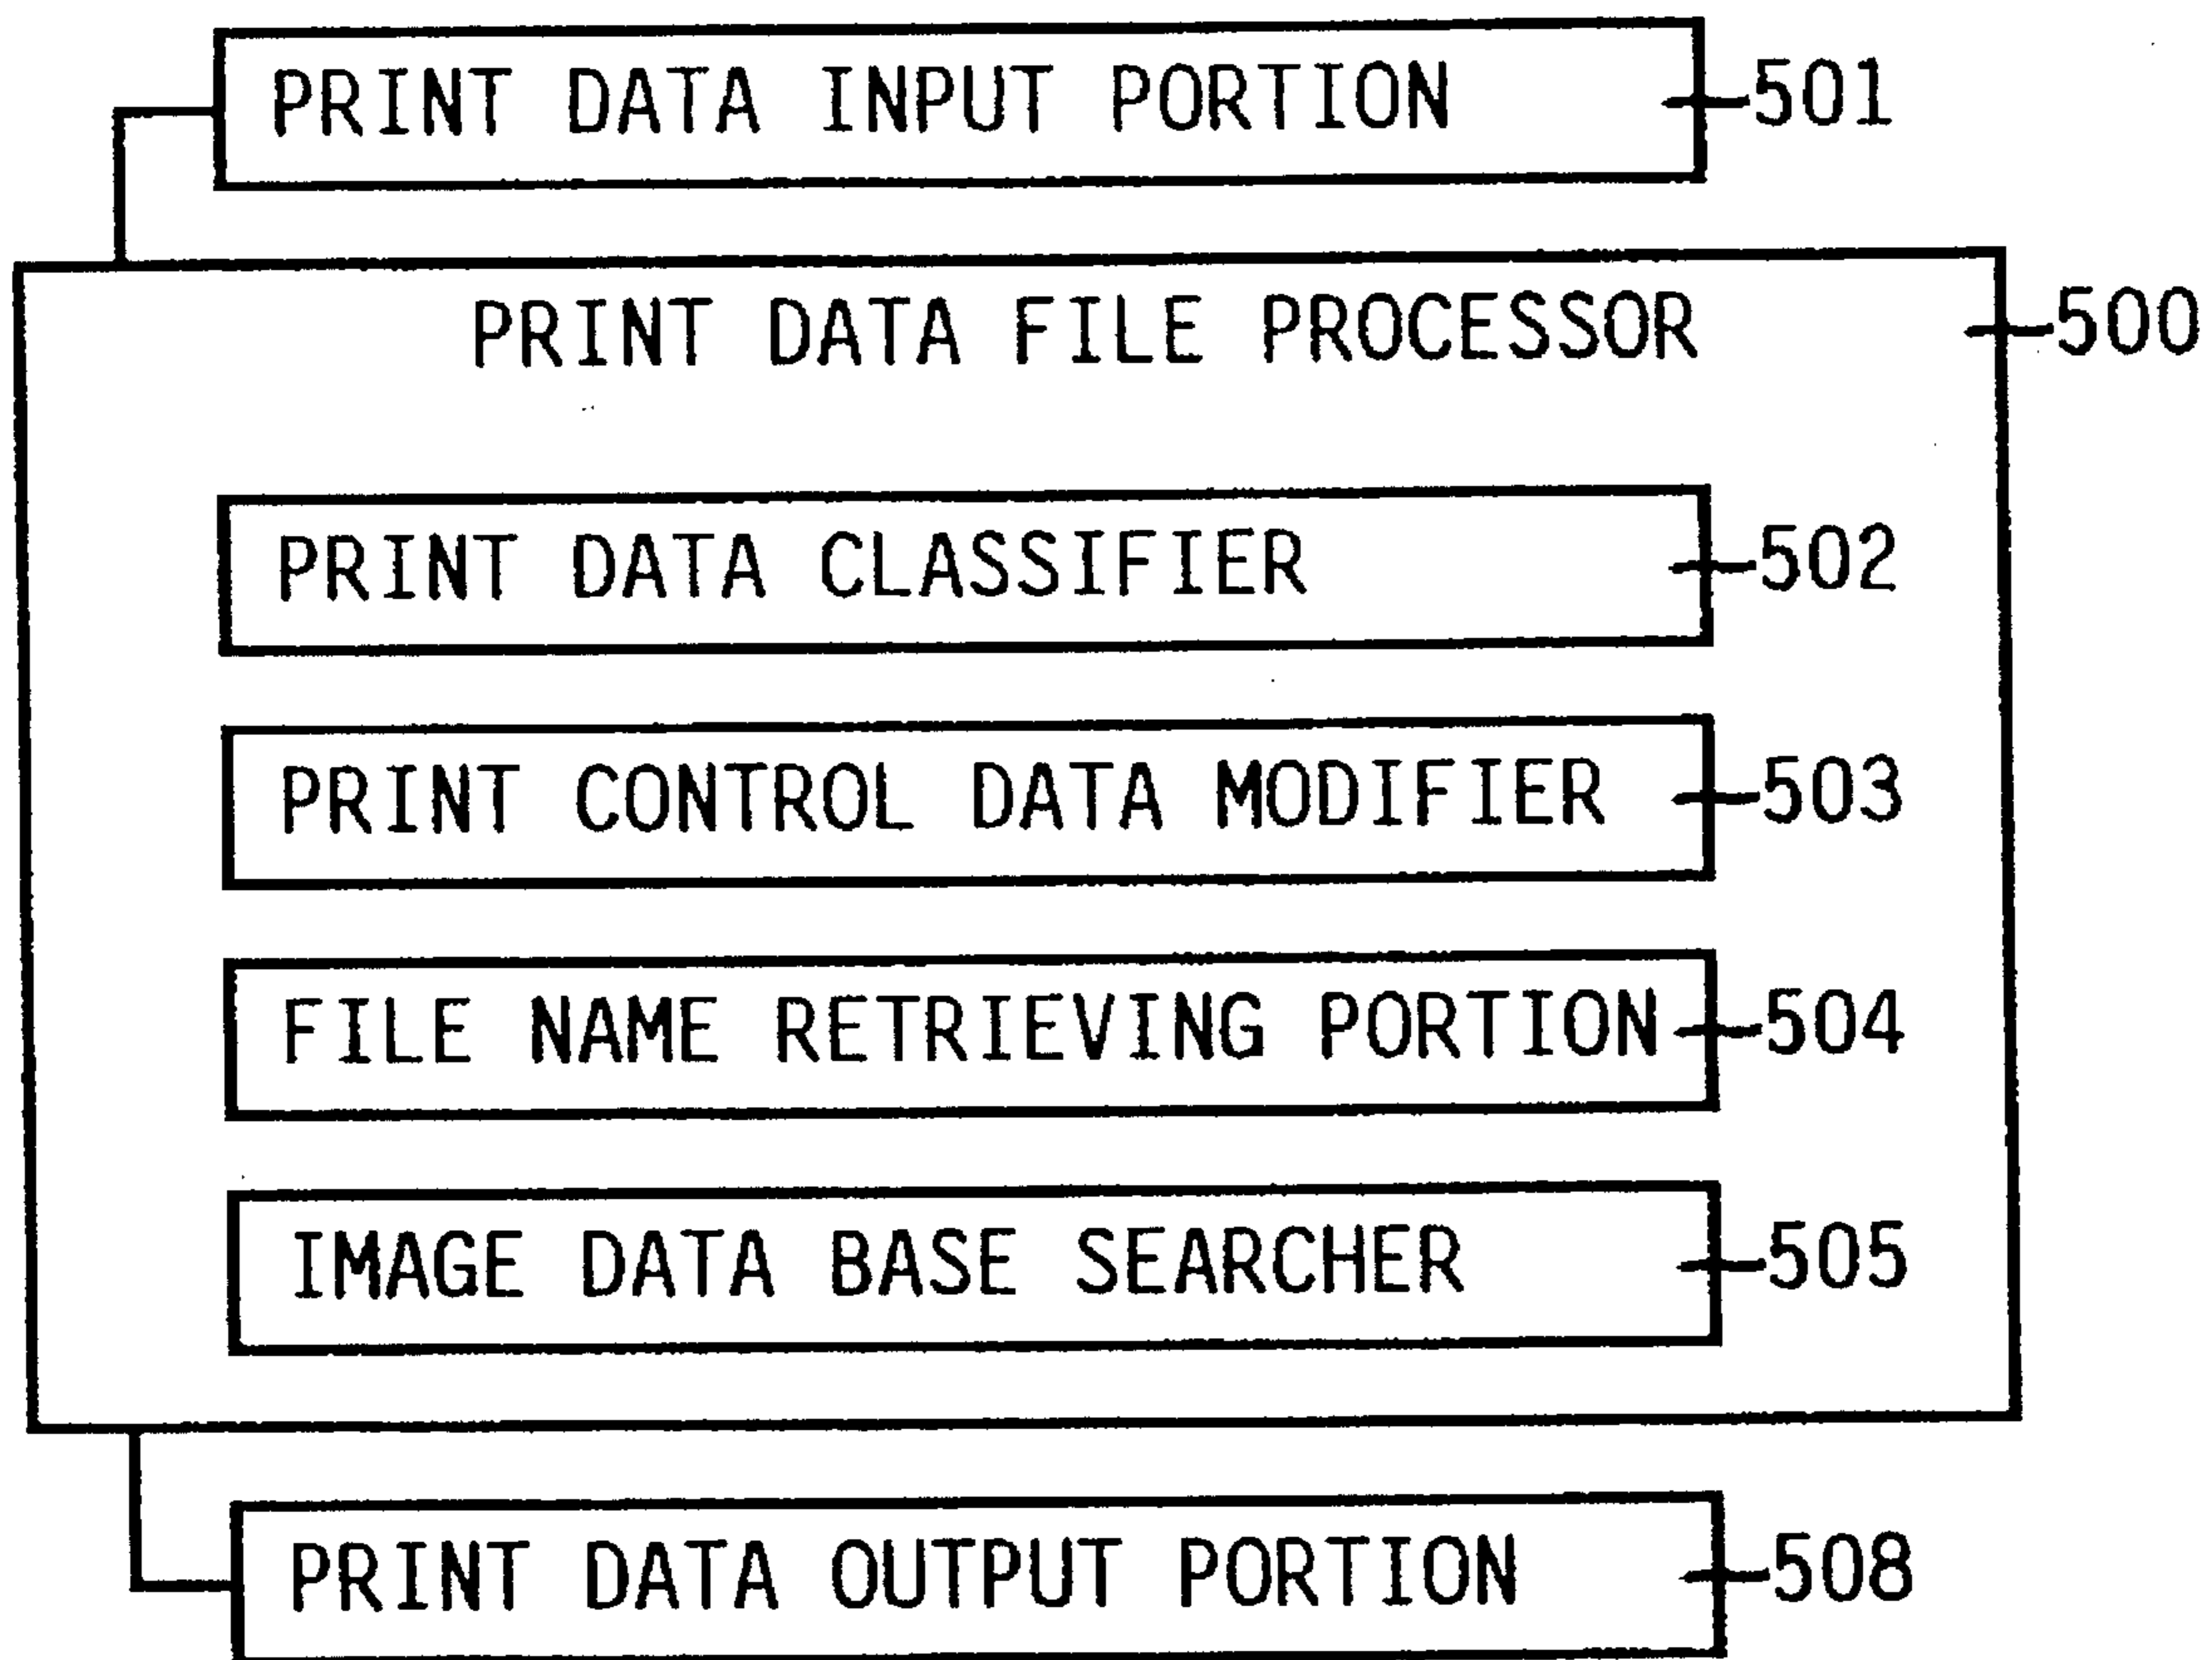 PRINT DATA INPUT PORTION 501
PRINT DATA FILE PROCESSOR 500
PRINT DATA CLASSIFIER 502
PRINT CONTROL DATA MODIFIER 503
FILE NAME RETRIEVING PORTION 504
IMAGE DATA BASE SEARCHER 505
PRINT DATA OUTPUT PORTION 508